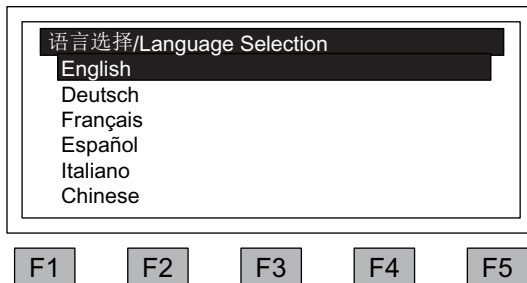 语言选择/Language Selection
English
Deutsch
Français
Español
Italiano
Chinese
F1 F2 F3 F4 F5